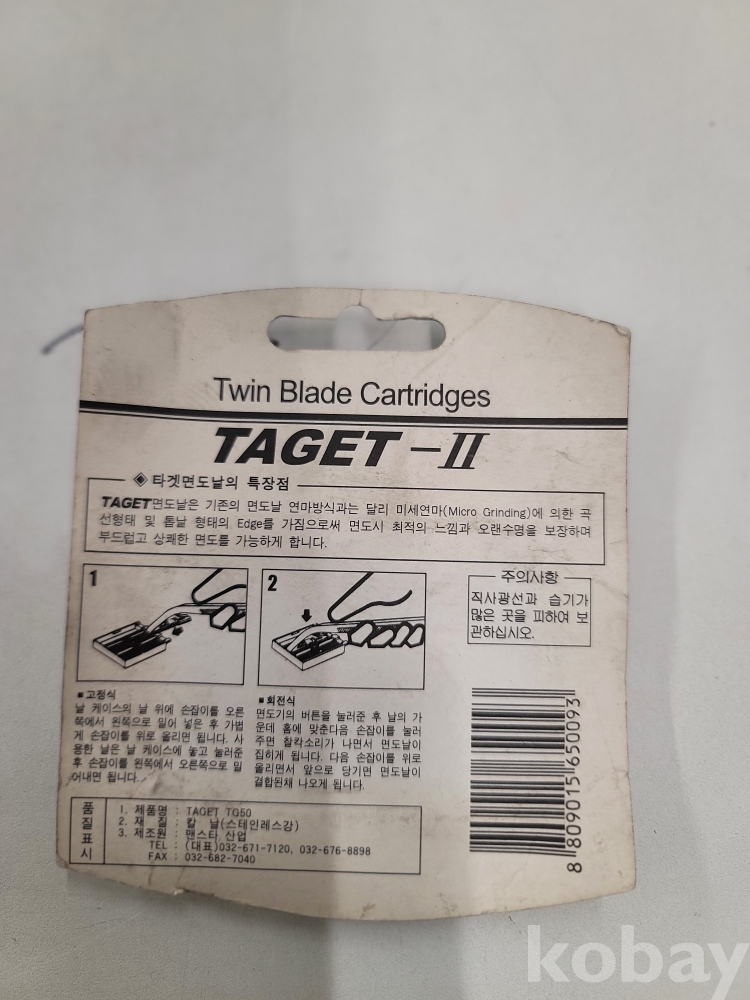 Twin Blade Cartridges
TAGET -II
◈ 타겟면도날의 특장점
TAGET면도날은 기존의 면도날 연마방식과는 달리 미세연마(Micro Grinding)에 의한 곡
선형태 및 톱날 형태의 Edge를 가짐으로써 면도시 최적의 느낌과 오랜수명을 보장하며
부드럽고 상쾌한 면도를 가능하게 합니다.
1
2
주의사항
직사광선과 습기가
많은 곳을 피하여 보
관하십시오.
■고정식
날 케이스의 날 위에 손잡이를 오른
쪽에서 왼쪽으로 밀어 넣은 후 가볍
게 손잡이를 위로 올리면 됩니다. 사
용한 날은 날 케이스에 놓고 눌러준
후 손잡이를 왼쪽에서 오른쪽으로 밀
어내면 됩니다.
■회전식
면도기의 버튼을 눌러준 후 날의 가
운데 홈에 맞춘다음 손잡이를 눌러
주면 찰칵소리가 나면서 면도날이
집히게 됩니다. 다음 손잡이를 위로
올리면서 앞으로 당기면 면도날이
결합된채 나오게 됩니다.
품질표시
1. 제품명 : TAGET TG50
2. 재 질 : 칼 날(스테인레스강)
3. 제조원 : 맨스타 산업
TEL : (대표)032-671-7120, 032-676-8898
FAX : 032-682-7040
8 809015 650093
kobay